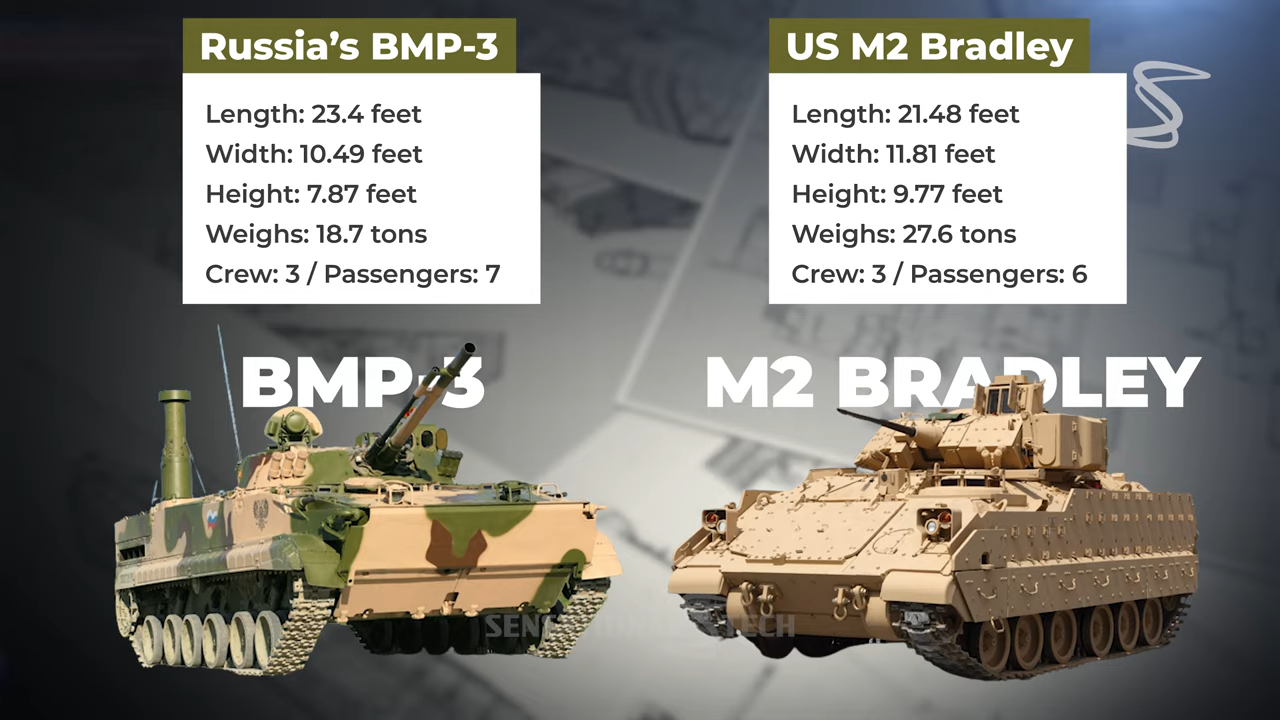 Russia's BMP-3
Length: 23.4 feet
Width: 10.49 feet
Height: 7.87 feet
Weighs: 18.7 tons
Crew: 3 / Passengers: 7
US M2 Bradley
Length: 21.48 feet
Width: 11.81 feet
Height: 9.77 feet
Weighs: 27.6 tons
Crew: 3 / Passengers: 6
BMP-3
M2 BRADLEY
TECH